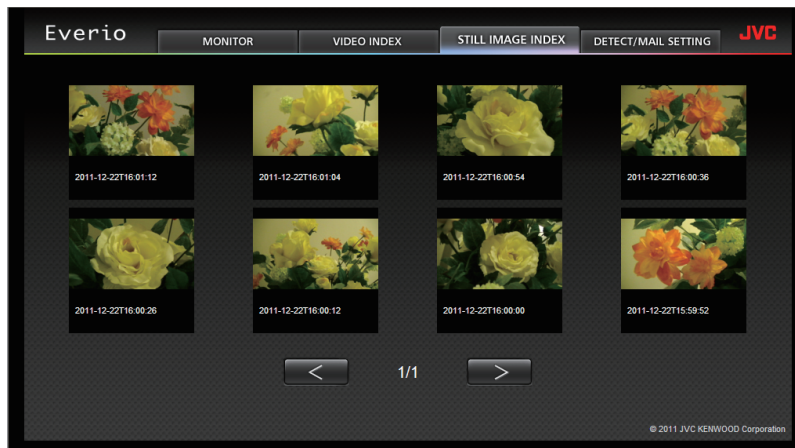 Everio
MONITOR
VIDEO INDEX
STILL IMAGE INDEX
DETECT/MAIL SETTING
JVC
2011-12-22T16:01:12
2011-12-22T16:01:04
2011-12-22T16:00:54
2011-12-22T16:00:36
2011-12-22T16:00:26
2011-12-22T16:00:12
2011-12-22T16:00:00
2011-12-22T15:59:52
<
1/1
>
© 2011 JVC KENWOOD Corporation